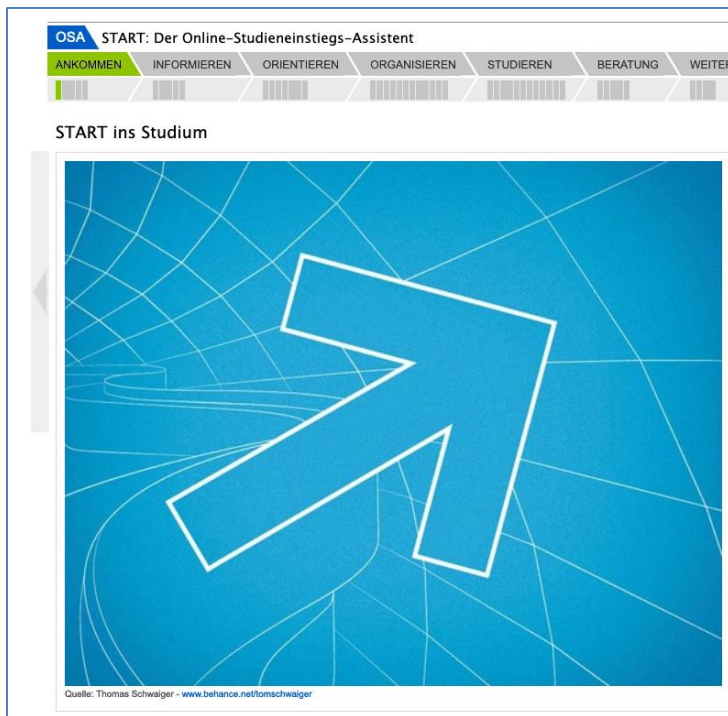 OSA START: Der Online-Studieneinstiegs-Assistent
ANKOMMEN INFORMIEREN ORIENTIEREN ORGANISIEREN STUDIEREN BERATUNG WEITER
START ins Studium
Quelle: Thomas Schwaiger - www.behance.net/tomschwaiger